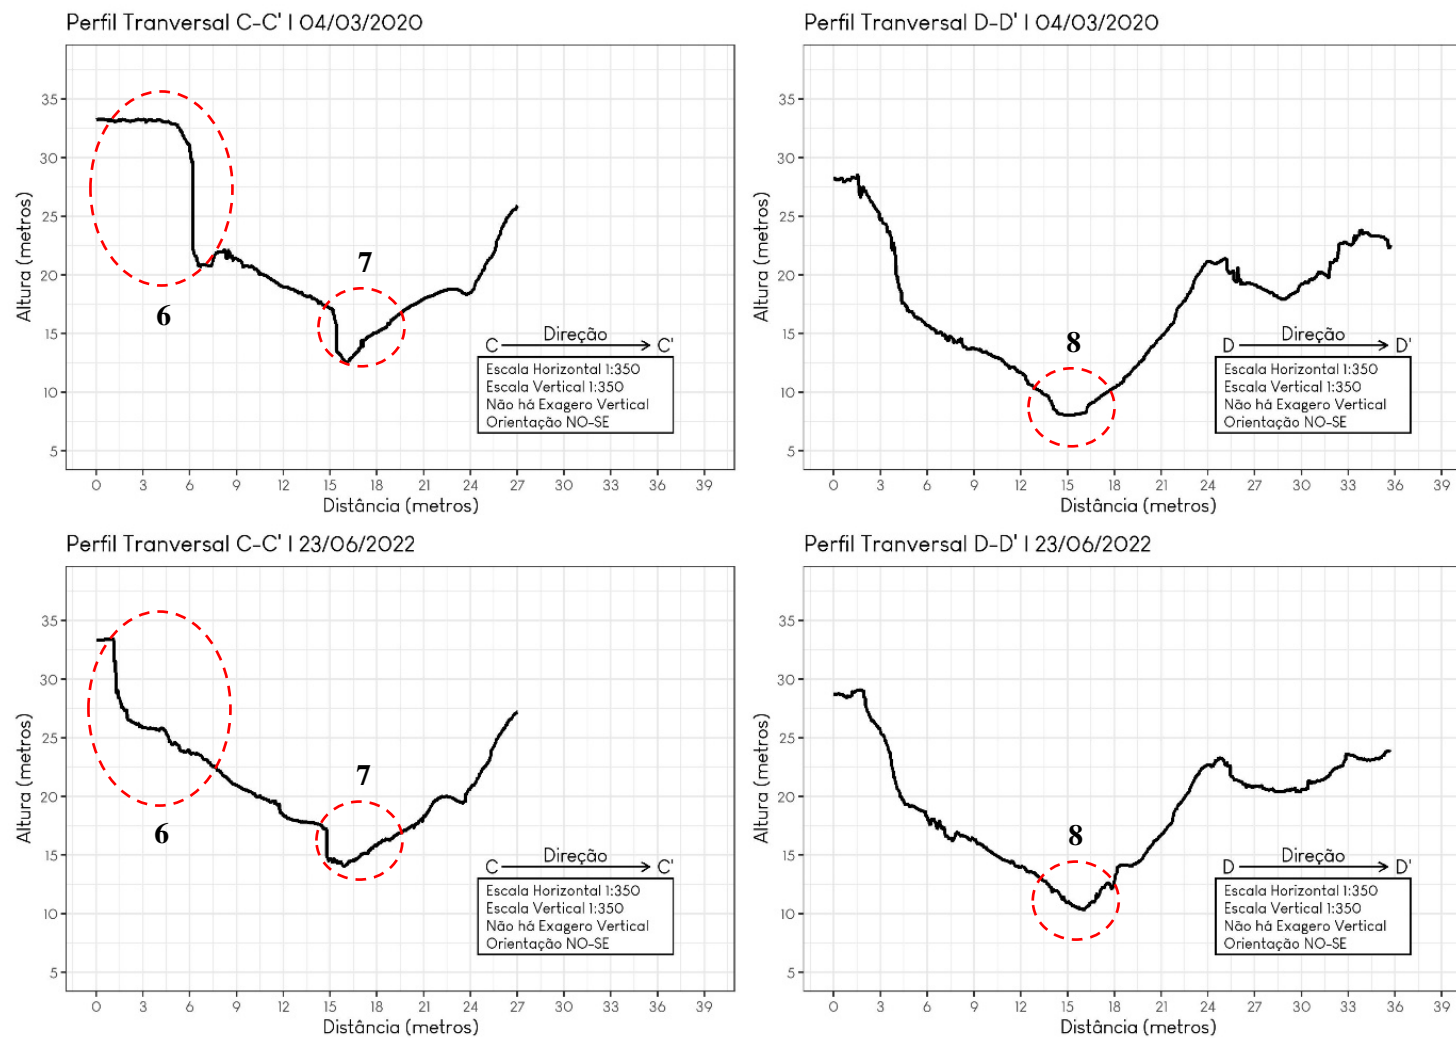 Perfil Tranversal C-C' | 04/03/2020
Altura (metros)
35
30
25
20
15
10
5
6
7
Direção
C C'
Escala Horizontal 1:350
Escala Vertical 1:350
Não há Exagero Vertical
Orientação NO-SE
0 3 6 9 12 15 18 21 24 27 30 33 36 39
Distância (metros)
Perfil Tranversal D-D' | 04/03/2020
Altura (metros)
35
30
25
20
15
10
5
8
Direção
D D'
Escala Horizontal 1:350
Escala Vertical 1:350
Não há Exagero Vertical
Orientação NO-SE
0 3 6 9 12 15 18 21 24 27 30 33 36 39
Distância (metros)
Perfil Tranversal C-C' | 23/06/2022
Altura (metros)
35
30
25
20
15
10
5
6
7
Direção
C C'
Escala Horizontal 1:350
Escala Vertical 1:350
Não há Exagero Vertical
Orientação NO-SE
0 3 6 9 12 15 18 21 24 27 30 33 36 39
Distância (metros)
Perfil Tranversal D-D' | 23/06/2022
Altura (metros)
35
30
25
20
15
10
5
8
Direção
D D'
Escala Horizontal 1:350
Escala Vertical 1:350
Não há Exagero Vertical
Orientação NO-SE
0 3 6 9 12 15 18 21 24 27 30 33 36 39
Distância (metros)